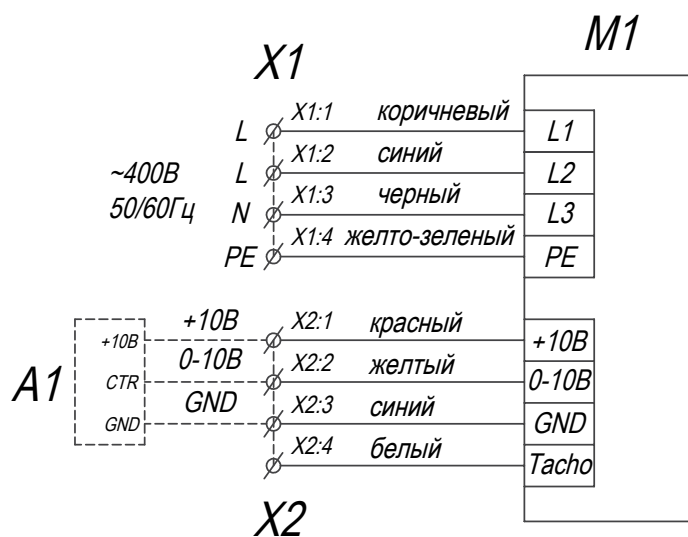 M1
X1
L X1:1 коричневый L1
~400В L X1:2 синий L2
50/60Гц N X1:3 черный L3
PE X1:4 желто-зеленый PE
A1
+10В +10В X2:1 красный +10В
CTR 0-10В X2:2 желтый 0-10В
GND GND X2:3 синий GND
X2:4 белый Tacho
X2